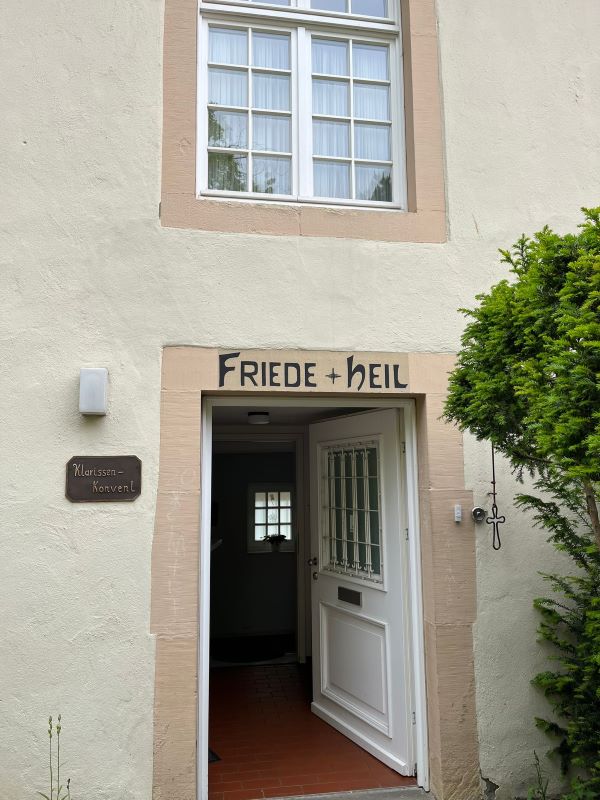 FRIEDE + HEIL
Klarissen-
Konvent